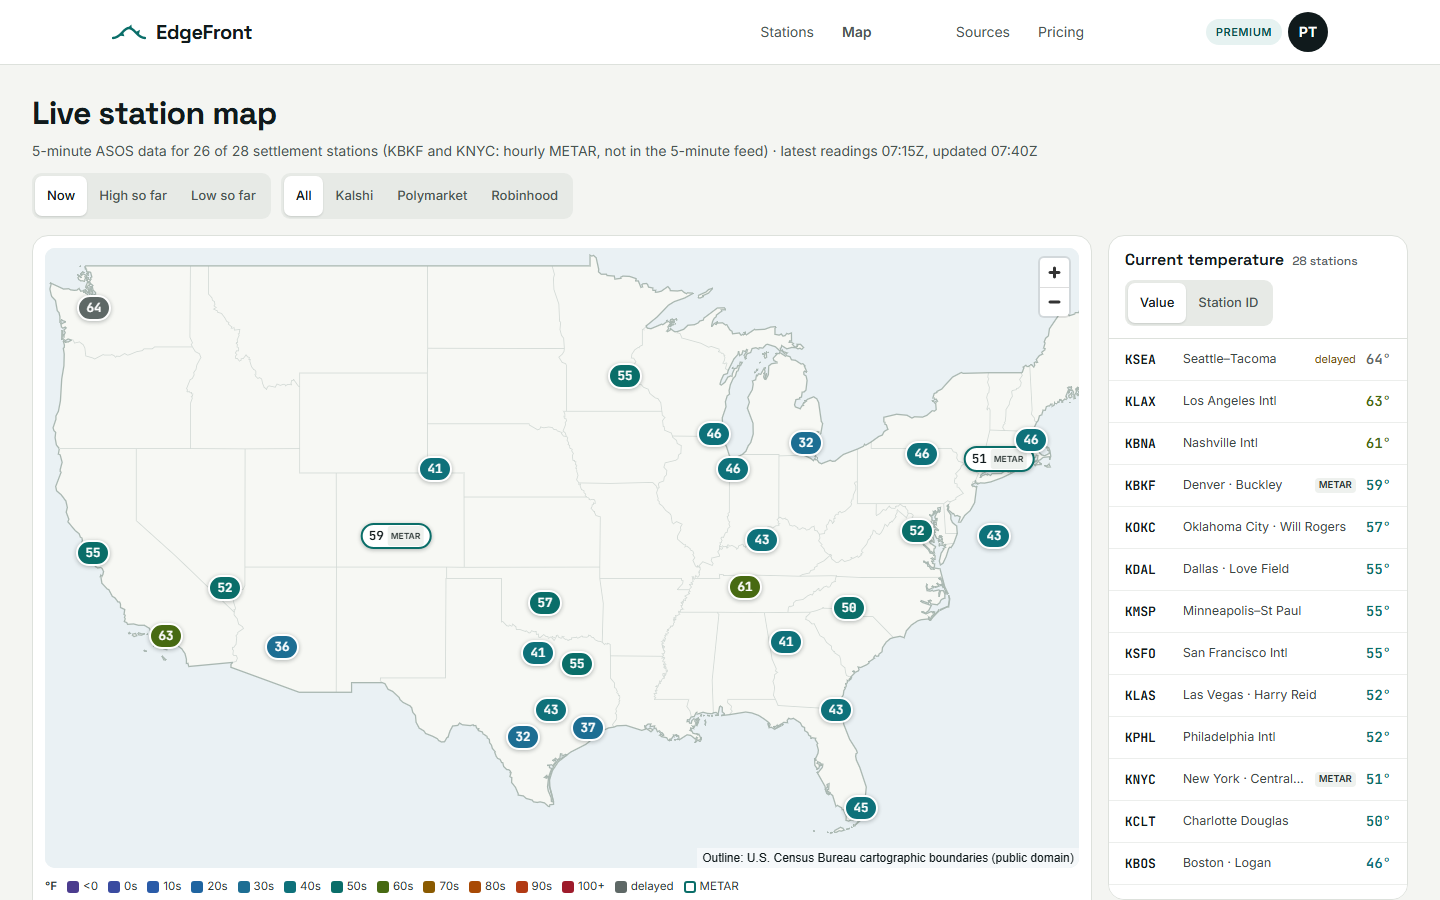 EdgeFront
Stations Map Sources Pricing PREMIUM PT
Live station map
5-minute ASOS data for 26 of 28 settlement stations (KBKF and KNYC: hourly METAR, not in the 5-minute feed) · latest readings 07:15Z, updated 07:40Z
Now High so far Low so far All Kalshi Polymarket Robinhood
+
−
64
55
46
32
46
51 METAR
46
41
46
59 METAR
52
43
43
55
52
61
57
50
63
36
41
55
41
43
37
32
43
45
Outline: U.S. Census Bureau cartographic boundaries (public domain)
°F <0 0s 10s 20s 30s 40s 50s 60s 70s 80s 90s 100+ delayed METAR
Current temperature 28 stations
Value Station ID
KSEA Seattle–Tacoma delayed 64°
KLAX Los Angeles Intl 63°
KBNA Nashville Intl 61°
KBKF Denver · Buckley METAR 59°
KOKC Oklahoma City · Will Rogers 57°
KDAL Dallas · Love Field 55°
KMSP Minneapolis–St Paul 55°
KSFO San Francisco Intl 55°
KLAS Las Vegas · Harry Reid 52°
KPHL Philadelphia Intl 52°
KNYC New York · Central... METAR 51°
KCLT Charlotte Douglas 50°
KBOS Boston · Logan 46°